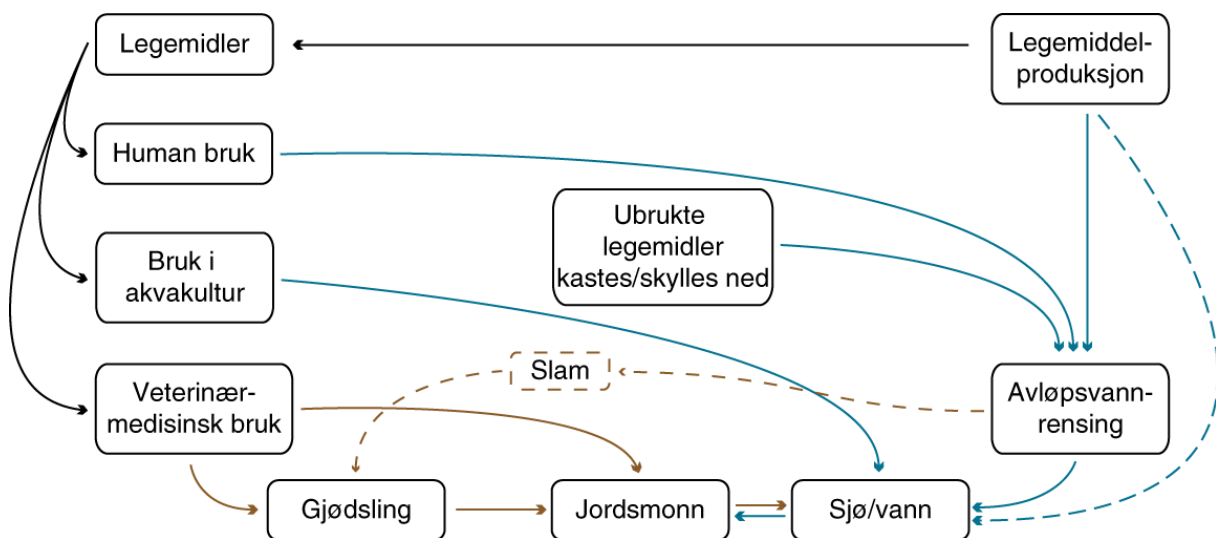 Legemidler
Legemiddel-
produksjon
Human bruk
Ubrukte
legemidler
kastes/skylles ned
Bruk i
akvakultur
Slam
Veterinær-
medisinsk bruk
Avløpsvann-
rensing
Gjødsling
Jordsmonn
Sjø/vann